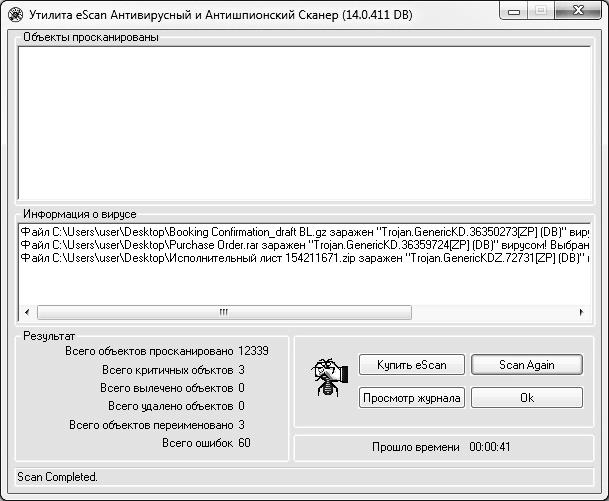 Утилита eScan Антивирусный и Антишпионский Сканер (14.0.411 DB)
Объекты просканированы
Информация о вирусе
Файл C:\Users\user\Desktop\Booking Confirmation_draft BL.gz заражен "Trojan.GenericKD.36350273[ZP] (DB)" виру
Файл C:\Users\user\Desktop\Purchase Order.rar заражен "Trojan.GenericKD.36359724[ZP] (DB)" вирусом! Выбран
Файл C:\Users\user\Desktop\Исполнительный лист 154211671.zip заражен "Trojan.GenericKDZ.72731[ZP] (DB)"
Результат
Всего объектов просканировано 12339
Всего критичных объктов 3
Всего вылечено объектов 0
Всего удалено объектов 0
Всего объектов переименовано 3
Всего ошибок 60
Купить eScan
Scan Again
Просмотр журнала
Ok
Прошло времени 00:00:41
Scan Completed.